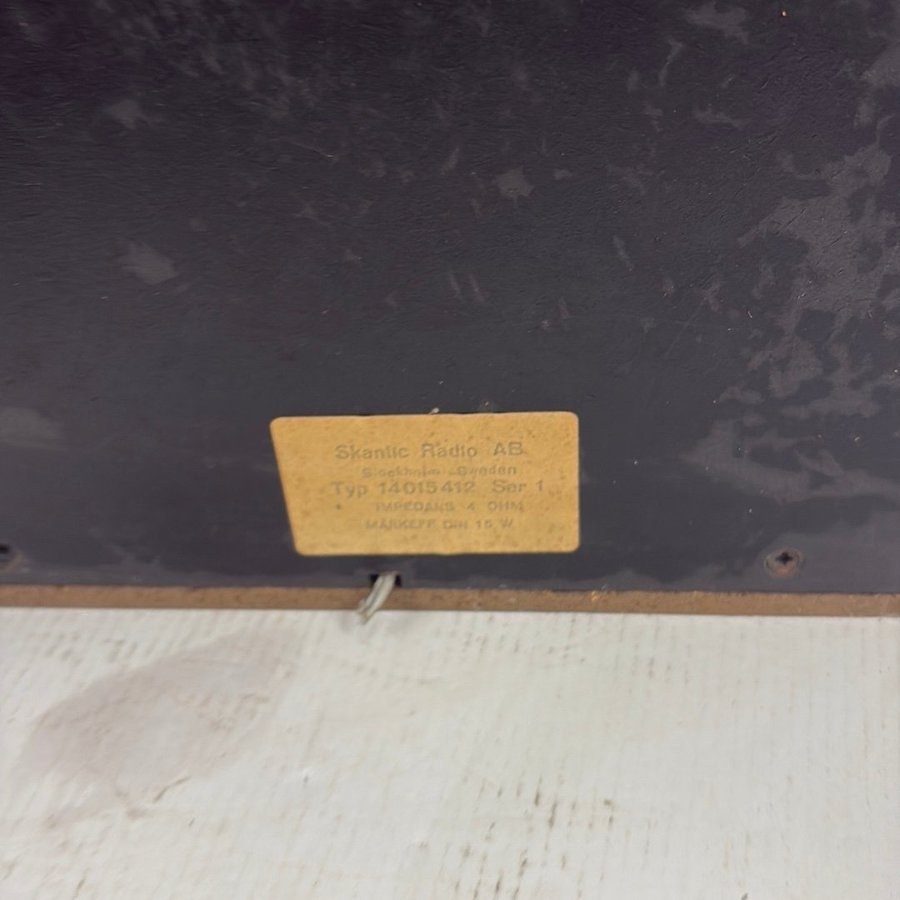 Skantic Radio AB
Stockholm Sweden
Typ 14015412 Ser 1
IMPEDANS 4 OHM
MÄRKEFF DIN 15 W